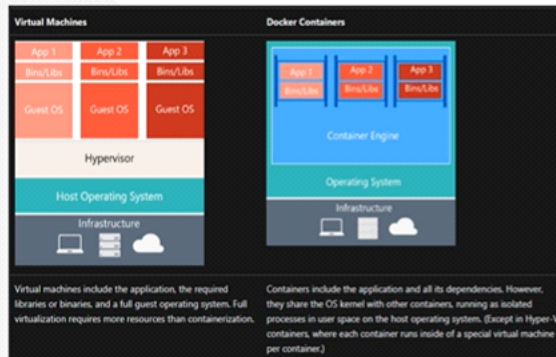 Virtual Machines
Docker Containers
App 1 App 2 App 3
Bins/Libs Bins/Libs Bins/Libs
Guest OS Guest OS Guest OS
Hypervisor
Host Operating System
Infrastructure
App 1 App 2 App 3
Bins/Libs Bins/Libs Bins/Libs
Container Engine
Operating System
Infrastructure
Virtual machines include the application, the required
libraries or binaries, and a full guest operating system. Full
virtualization requires more resources than containerization.
Containers include the application and all its dependencies. However,
they share the OS kernel with other containers, running as isolated
processes in user space on the host operating system. (Except in Hyper-V
containers, where each container runs inside of a special virtual machine
per container.)